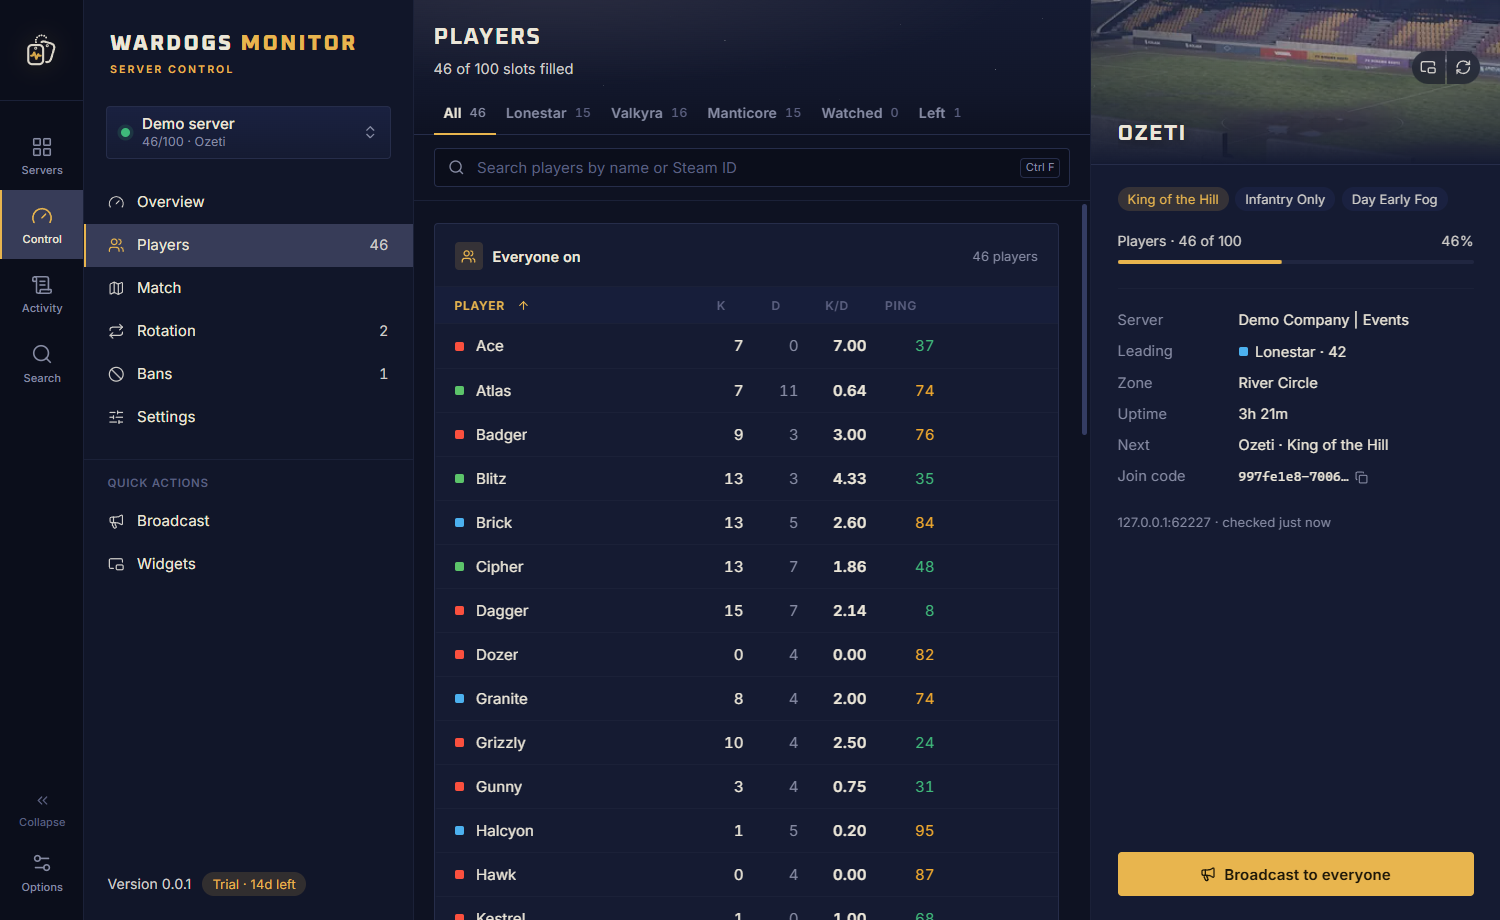 WARDOGS MONITOR
SERVER CONTROL
Demo server
46/100 · Ozeti
Servers
Control
Activity
Search
Collapse
Options
Overview
Players 46
Match
Rotation 2
Bans 1
Settings
QUICK ACTIONS
Broadcast
Widgets
Version 0.0.1 Trial · 14d left
PLAYERS
46 of 100 slots filled
All 46 Lonestar 15 Valkyra 16 Manticore 15 Watched 0 Left 1
Search players by name or Steam ID Ctrl F
Everyone on 46 players
PLAYER ↑ K D K/D PING
Ace 7 0 7.00 37
Atlas 7 11 0.64 74
Badger 9 3 3.00 76
Blitz 13 3 4.33 35
Brick 13 5 2.60 84
Cipher 13 7 1.86 48
Dagger 15 7 2.14 8
Dozer 0 4 0.00 82
Granite 8 4 2.00 74
Grizzly 10 4 2.50 24
Gunny 3 4 0.75 31
Halcyon 1 5 0.20 95
Hawk 0 4 0.00 87
Kestrel 1 0 1.00 68
OZETI
King of the Hill Infantry Only Day Early Fog
Players · 46 of 100 46%
Server Demo Company | Events
Leading Lonestar · 42
Zone River Circle
Uptime 3h 21m
Next Ozeti · King of the Hill
Join code 997fe1e8-7006…
127.0.0.1:62227 · checked just now
Broadcast to everyone